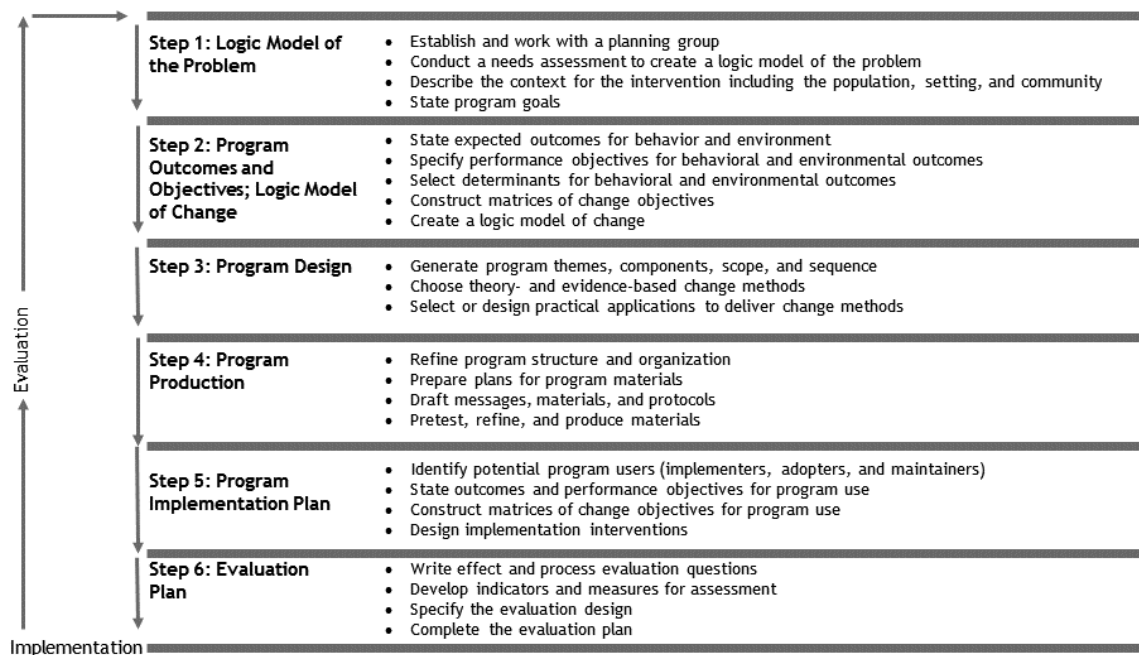 Step 1: Logic Model of
the Problem
• Establish and work with a planning group
• Conduct a needs assessment to create a logic model of the problem
• Describe the context for the intervention including the population, setting, and community
• State program goals
Step 2: Program
Outcomes and
Objectives; Logic Model
of Change
• State expected outcomes for behavior and environment
• Specify performance objectives for behavioral and environmental outcomes
• Select determinants for behavioral and environmental outcomes
• Construct matrices of change objectives
• Create a logic model of change
Step 3: Program Design
• Generate program themes, components, scope, and sequence
• Choose theory- and evidence-based change methods
• Select or design practical applications to deliver change methods
Step 4: Program
Production
• Refine program structure and organization
• Prepare plans for program materials
• Draft messages, materials, and protocols
• Pretest, refine, and produce materials
Step 5: Program
Implementation Plan
• Identify potential program users (implementers, adopters, and maintainers)
• State outcomes and performance objectives for program use
• Construct matrices of change objectives for program use
• Design implementation interventions
Step 6: Evaluation
Plan
• Write effect and process evaluation questions
• Develop indicators and measures for assessment
• Specify the evaluation design
• Complete the evaluation plan
Implementation
Evaluation